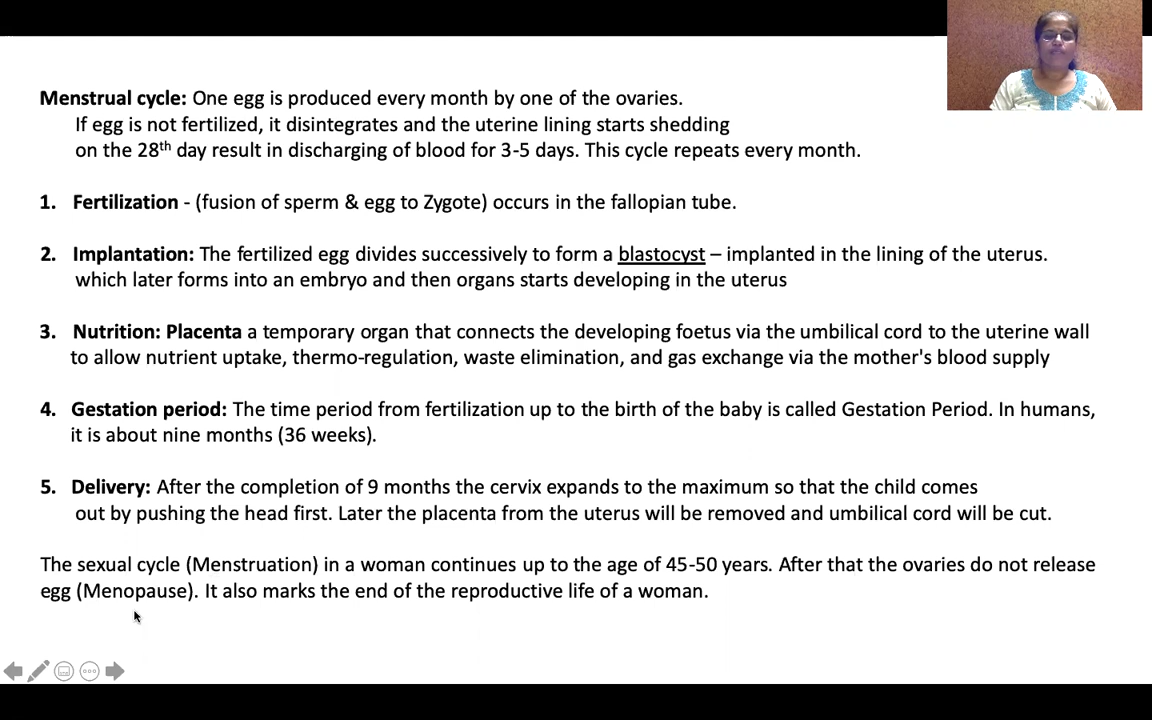 Menstrual cycle: One egg is produced every month by one of the ovaries.
If egg is not fertilized, it disintegrates and the uterine lining starts shedding
on the 28th day result in discharging of blood for 3-5 days. This cycle repeats every month.
1. Fertilization - (fusion of sperm & egg to Zygote) occurs in the fallopian tube.
2. Implantation: The fertilized egg divides successively to form a blastocyst – implanted in the lining of the uterus.
which later forms into an embryo and then organs starts developing in the uterus
3. Nutrition: Placenta a temporary organ that connects the developing foetus via the umbilical cord to the uterine wall
to allow nutrient uptake, thermo-regulation, waste elimination, and gas exchange via the mother's blood supply
4. Gestation period: The time period from fertilization up to the birth of the baby is called Gestation Period. In humans,
it is about nine months (36 weeks).
5. Delivery: After the completion of 9 months the cervix expands to the maximum so that the child comes
out by pushing the head first. Later the placenta from the uterus will be removed and umbilical cord will be cut.
The sexual cycle (Menstruation) in a woman continues up to the age of 45-50 years. After that the ovaries do not release
egg (Menopause). It also marks the end of the reproductive life of a woman.